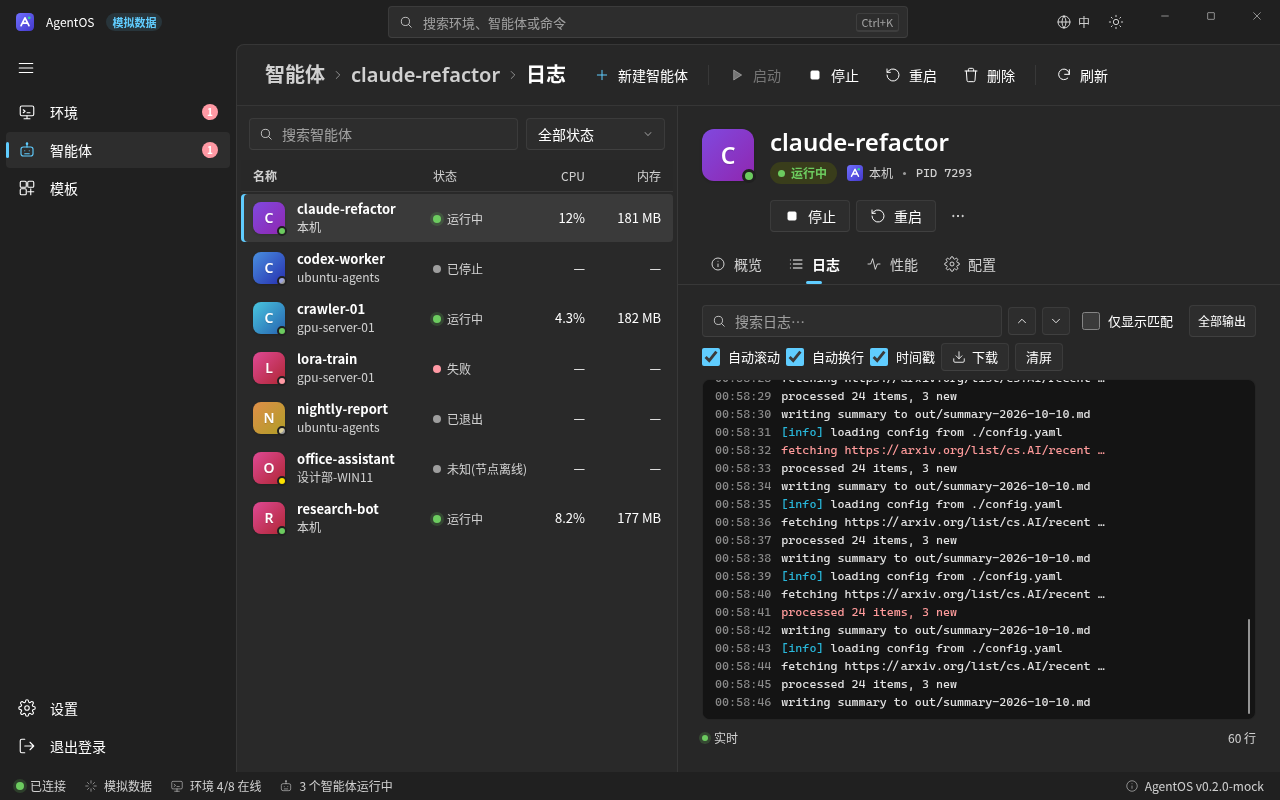 AgentOS 模拟数据 搜索环境、智能体或命令 Ctrl+K 中
环境 1
智能体 1
模板
设置
退出登录
智能体 › claude-refactor › 日志 新建智能体 启动 停止 重启 删除 刷新
搜索智能体 全部状态
名称 状态 CPU 内存
C claude-refactor 本机 运行中 12% 181 MB
C codex-worker ubuntu-agents 已停止 — —
C crawler-01 gpu-server-01 运行中 4.3% 182 MB
L lora-train gpu-server-01 失败 — —
N nightly-report ubuntu-agents 已退出 — —
O office-assistant 设计部-WIN11 未知(节点离线) — —
R research-bot 本机 运行中 8.2% 177 MB
C claude-refactor
运行中 本机 • PID 7293
停止 重启 ···
概览 日志 性能 配置
搜索日志… 仅显示匹配 全部输出
自动滚动 自动换行 时间戳 下载 清屏
00:58:28 fetching https://arxiv.org/list/cs.AI/recent …
00:58:29 processed 24 items, 3 new
00:58:30 writing summary to out/summary-2026-10-10.md
00:58:31 [info] loading config from ./config.yaml
00:58:32 fetching https://arxiv.org/list/cs.AI/recent …
00:58:33 processed 24 items, 3 new
00:58:34 writing summary to out/summary-2026-10-10.md
00:58:35 [info] loading config from ./config.yaml
00:58:36 fetching https://arxiv.org/list/cs.AI/recent …
00:58:37 processed 24 items, 3 new
00:58:38 writing summary to out/summary-2026-10-10.md
00:58:39 [info] loading config from ./config.yaml
00:58:40 fetching https://arxiv.org/list/cs.AI/recent …
00:58:41 processed 24 items, 3 new
00:58:42 writing summary to out/summary-2026-10-10.md
00:58:43 [info] loading config from ./config.yaml
00:58:44 fetching https://arxiv.org/list/cs.AI/recent …
00:58:45 processed 24 items, 3 new
00:58:46 writing summary to out/summary-2026-10-10.md
实时 60 行
已连接 模拟数据 环境 4/8 在线 3 个智能体运行中 AgentOS v0.2.0-mock